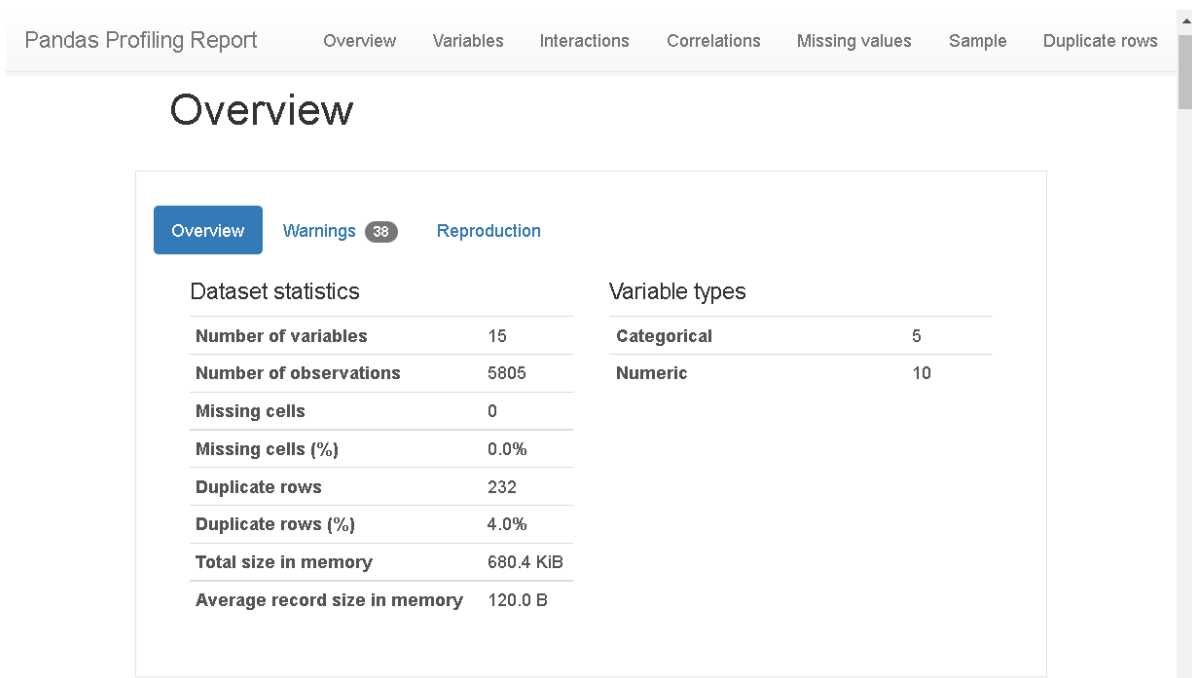 Pandas Profiling Report Overview Variables Interactions Correlations Missing values Sample Duplicate rows
Overview
Overview Warnings 38 Reproduction
Dataset statistics
Number of variables 15
Number of observations 5805
Missing cells 0
Missing cells (%) 0.0%
Duplicate rows 232
Duplicate rows (%) 4.0%
Total size in memory 680.4 KiB
Average record size in memory 120.0 B
Variable types
Categorical 5
Numeric 10